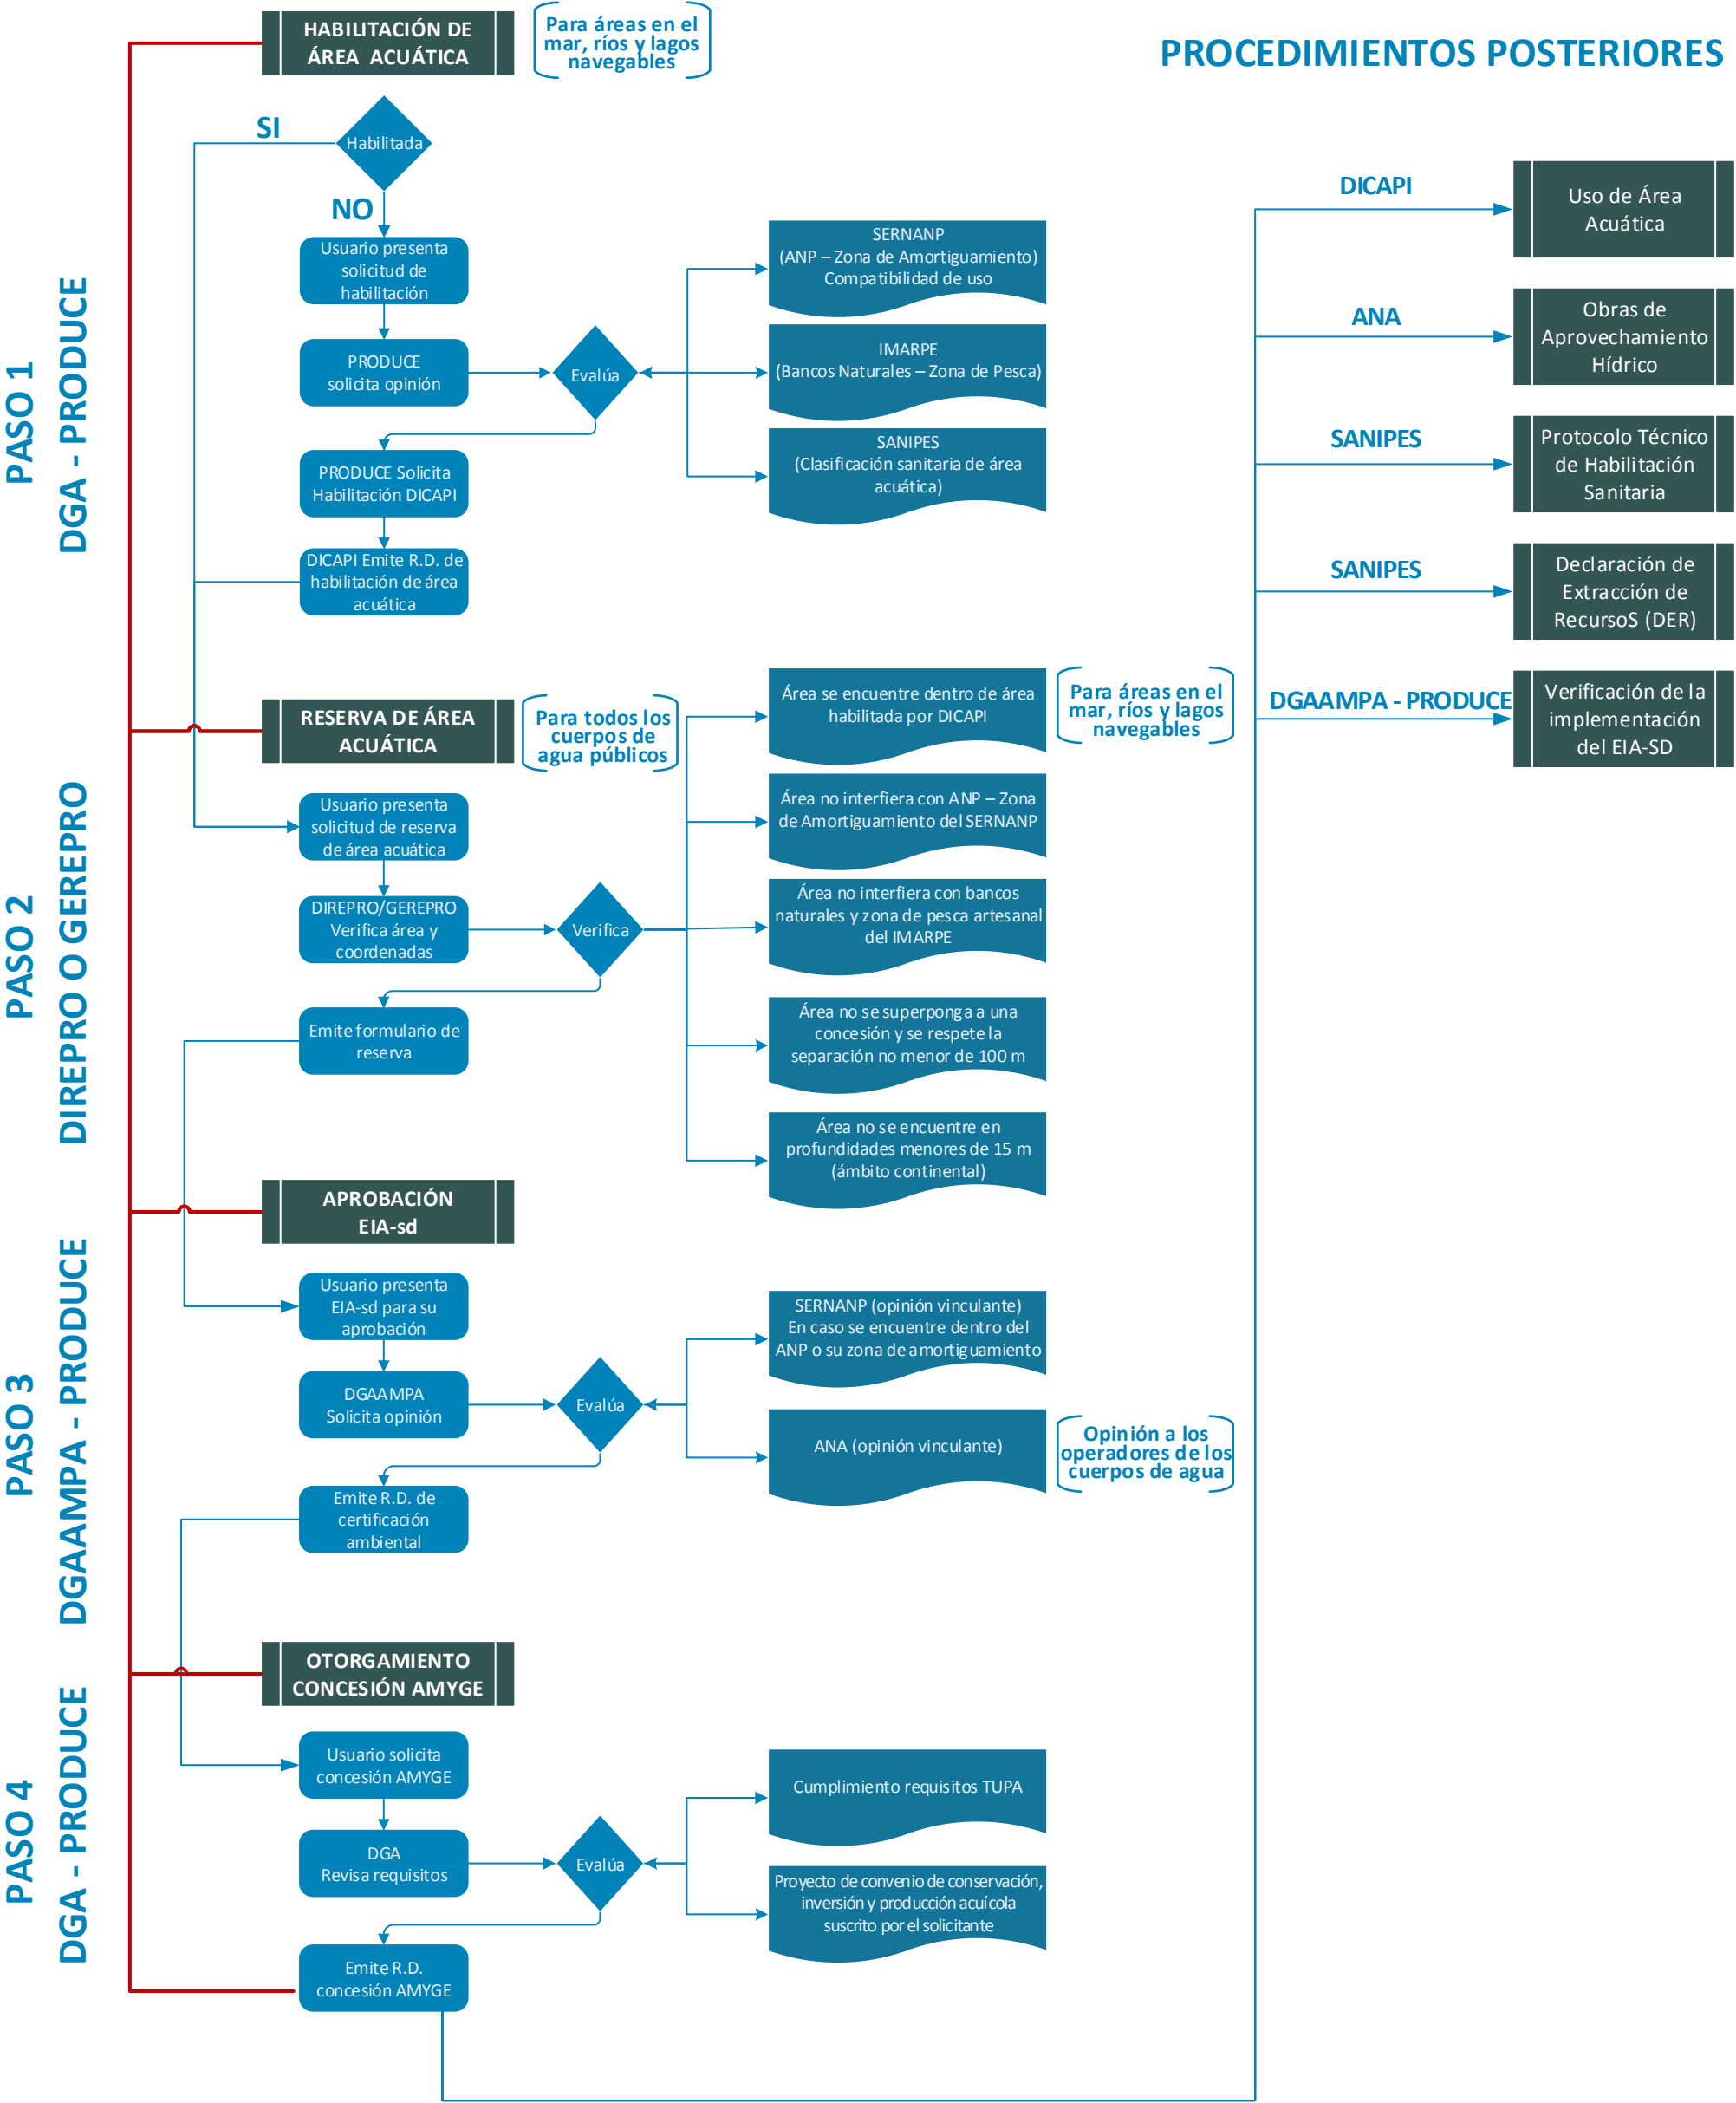 HABILITACIÓN DE
ÁREA ACUÁTICA
Para áreas en el
mar, ríos y lagos
navegables
PROCEDIMIENTOS POSTERIORES
PASO 1
DGA - PRODUCE
SI
Habilitada
NO
Usuario presenta
solicitud de
habilitación
PRODUCE
solicita opinión
Evalúa
SERNANP
(ANP – Zona de Amortiguamiento)
Compatibilidad de uso
IMARPE
(Bancos Naturales – Zona de Pesca)
SANIPES
(Clasificación sanitaria de área
acuática)
PRODUCE Solicita
Habilitación DICAPI
DICAPI Emite R.D. de
habilitación de área
acuática
DICAPI
Uso de Área
Acuática
ANA
Obras de
Aprovechamiento
Hídrico
SANIPES
Protocolo Técnico
de Habilitación
Sanitaria
SANIPES
Declaración de
Extracción de
RecursoS (DER)
DGAAMPA - PRODUCE
Verificación de la
implementación
del EIA-SD
PASO 2
DIREPRO O GEREPRO
RESERVA DE ÁREA
ACUÁTICA
Para todos los
cuerpos de
agua públicos
Usuario presenta
solicitud de reserva
de área acuática
DIREPRO/GEREPRO
Verifica área y
coordenadas
Verifica
Emite formulario de
reserva
Área se encuentre dentro de área
habilitada por DICAPI
Para áreas en el
mar, ríos y lagos
navegables
Área no interfiera con ANP – Zona
de Amortiguamiento del SERNANP
Área no interfiera con bancos
naturales y zona de pesca artesanal
del IMARPE
Área no se superponga a una
concesión y se respete la
separación no menor de 100 m
Área no se encuentre en
profundidades menores de 15 m
(ámbito continental)
PASO 3
DGAAMPA - PRODUCE
APROBACIÓN
EIA-sd
Usuario presenta
EIA-sd para su
aprobación
DGAAMPA
Solicita opinión
Evalúa
Emite R.D. de
certificación
ambiental
SERNANP (opinión vinculante)
En caso se encuentre dentro del
ANP o su zona de amortiguamiento
ANA (opinión vinculante)
Opinión a los
operadores de los
cuerpos de agua
PASO 4
DGA - PRODUCE
OTORGAMIENTO
CONCESIÓN AMYGE
Usuario solicita
concesión AMYGE
DGA
Revisa requisitos
Evalúa
Emite R.D.
concesión AMYGE
Cumplimiento requisitos TUPA
Proyecto de convenio de conservación,
inversión y producción acuícola
suscrito por el solicitante